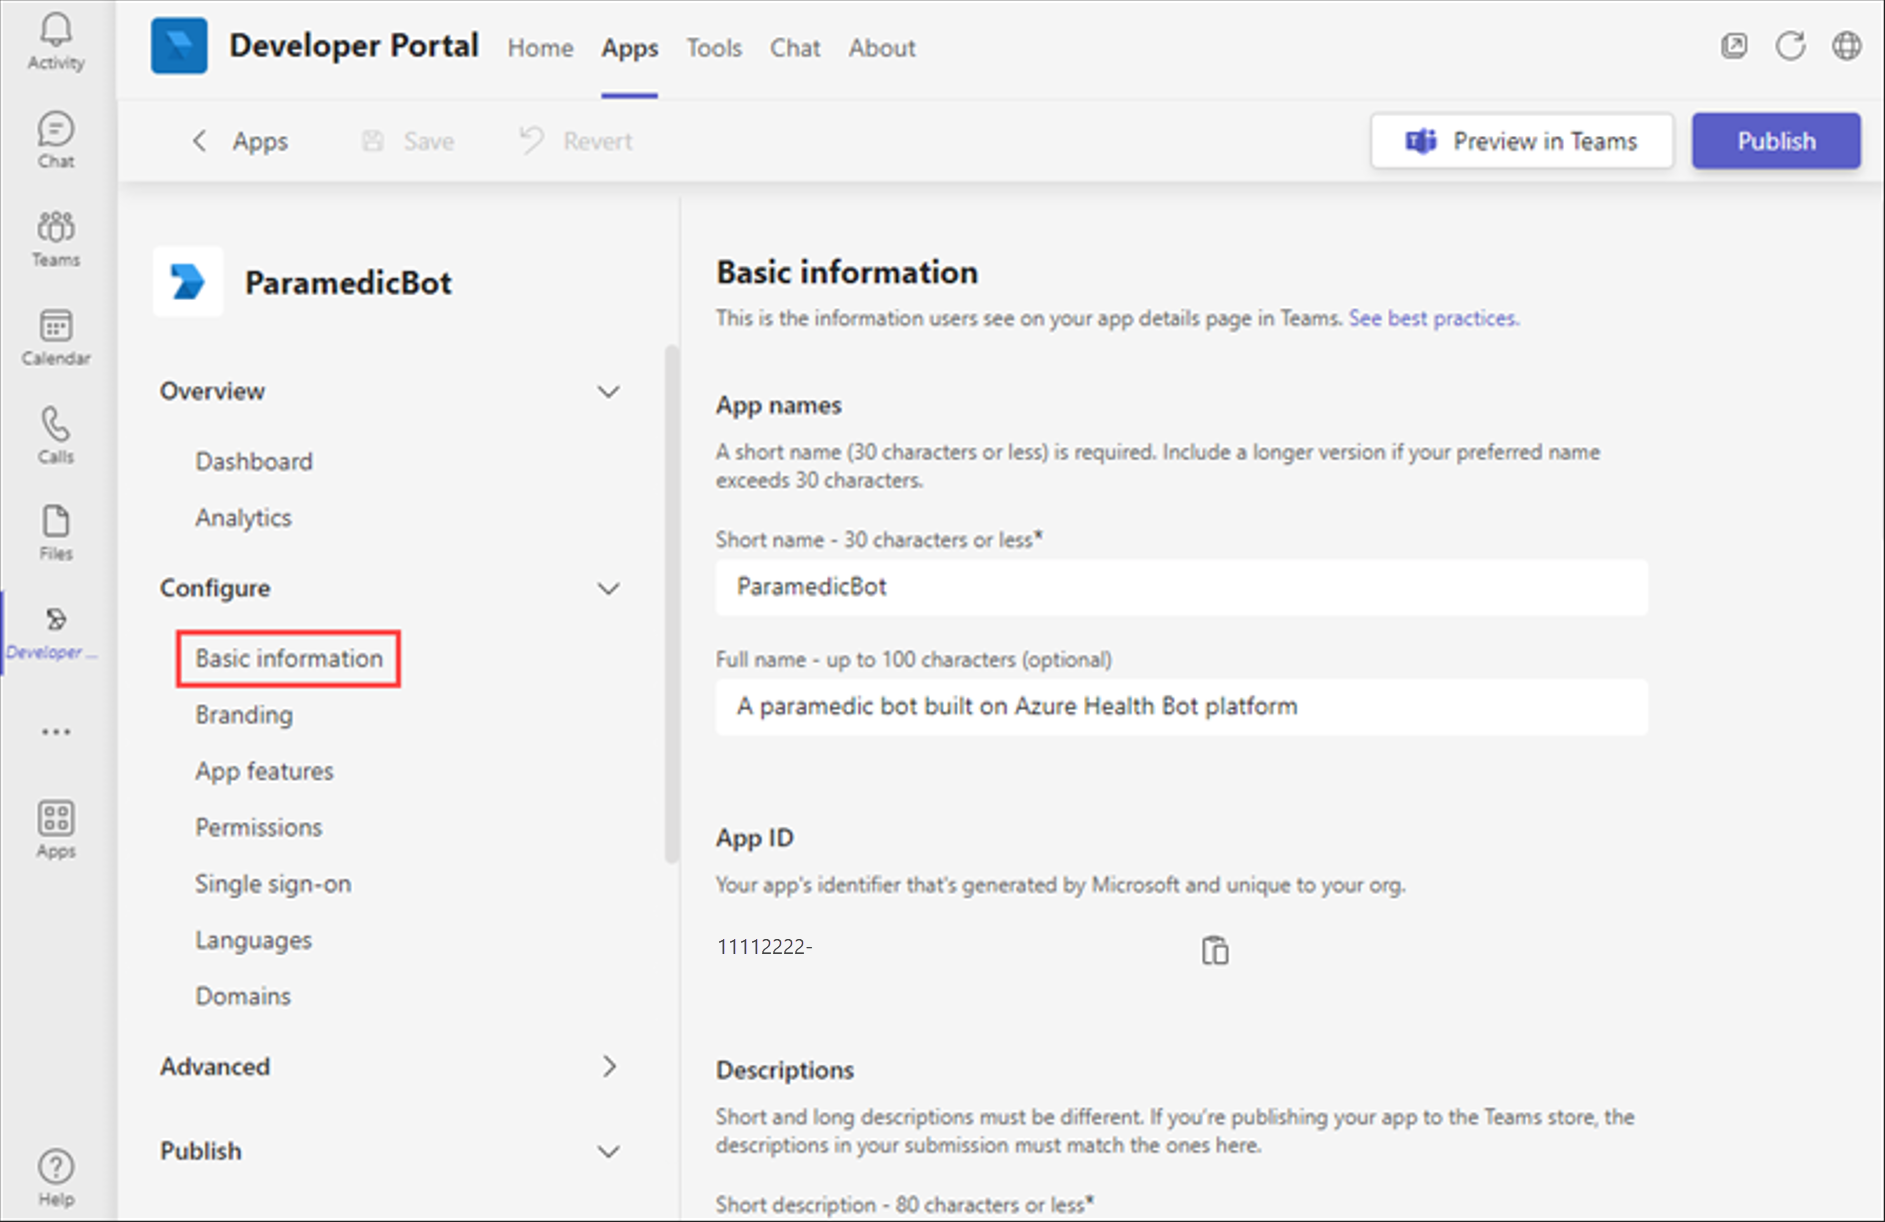 Activity
Chat
Teams
Calendar
Calls
Files
Developer ...
Apps
Help
Developer Portal Home Apps Tools Chat About
Apps Save Revert Preview in Teams Publish
ParamedicBot
Overview
Dashboard
Analytics
Configure
Basic information
Branding
App features
Permissions
Single sign-on
Languages
Domains
Advanced
Publish
Basic information
This is the information users see on your app details page in Teams. See best practices.
App names
A short name (30 characters or less) is required. Include a longer version if your preferred name
exceeds 30 characters.
Short name - 30 characters or less*
ParamedicBot
Full name - up to 100 characters (optional)
A paramedic bot built on Azure Health Bot platform
App ID
Your app's identifier that's generated by Microsoft and unique to your org.
11112222-
Descriptions
Short and long descriptions must be different. If you're publishing your app to the Teams store, the
descriptions in your submission must match the ones here.
Short description - 80 characters or less*